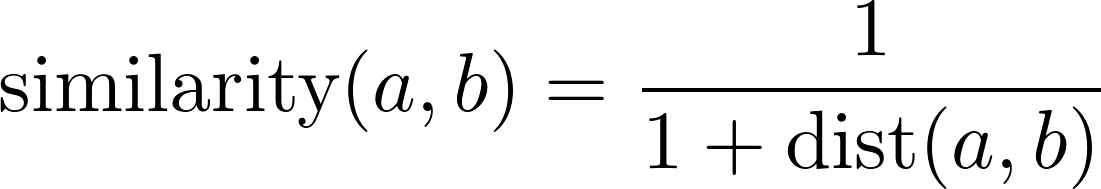 similarity(a, b) = 1 / (1 + dist(a, b))